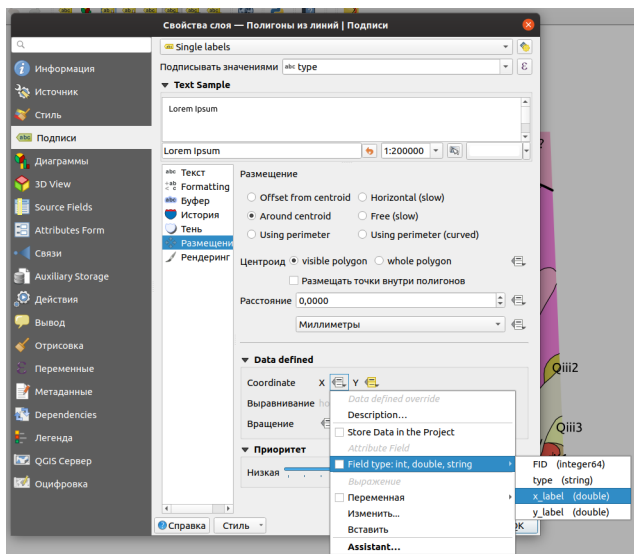 Свойства слоя — Полигоны из линий | Подписи
Single labels
Подписывать значениями abc type
Text Sample
Lorem Ipsum
Lorem Ipsum
1:200000
Информация
Источник
Стиль
abc Подписи
Диаграммы
3D View
Source Fields
Attributes Form
Связи
Auxiliary Storage
Действия
Вывод
Отрисовка
Переменные
Метаданные
Dependencies
Легенда
QGIS Сервер
Оцифровка
Текст
Formatting
Буфер
История
Тень
Размещени
Рендеринг
Размещение
Offset from centroid Horizontal (slow)
Around centroid Free (slow)
Using perimeter Using perimeter (curved)
Центроид visible polygon whole polygon
Размещать точки внутри полигонов
Расстояние 0,0000
Миллиметры
Data defined
Coordinate X Y
Выравнивание
Вращение
Приоритет
Низкая
Data defined override
Description...
Store Data in the Project
Attribute Field
Field type: int, double, string
Выражение
Переменная
Изменить...
Вставить
Assistant...
FID (integer64)
type (string)
x_label (double)
y_label (double)
Справка Стиль
Qiii2
Qiii3